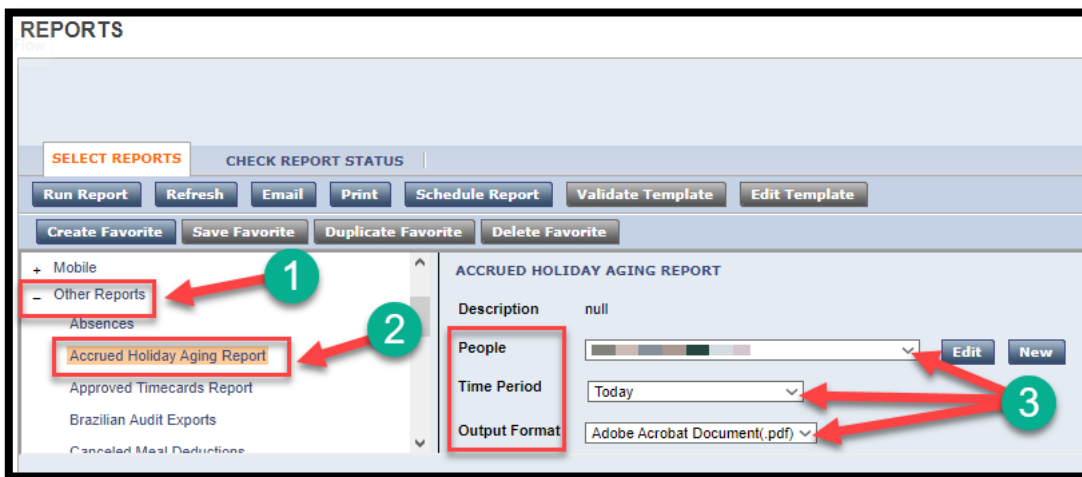 REPORTS
SELECT REPORTS CHECK REPORT STATUS
Run Report Refresh Email Print Schedule Report Validate Template Edit Template
Create Favorite Save Favorite Duplicate Favorite Delete Favorite
+ Mobile
1
- Other Reports
Absences
2
Accrued Holiday Aging Report
Approved Timecards Report
Brazilian Audit Exports
Canceled Meal Deductions
ACCRUED HOLIDAY AGING REPORT
Description null
People Edit New
Time Period Today
3
Output Format Adobe Acrobat Document(.pdf)